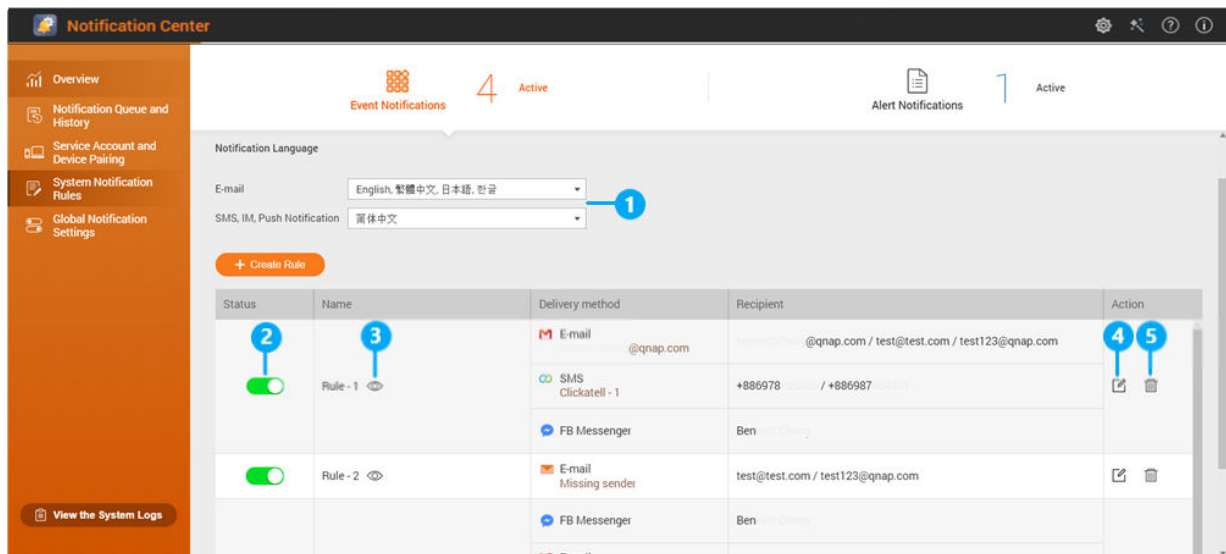 Notification Center
Overview
Notification Queue and
History
Service Account and
Device Pairing
System Notification
Rules
Global Notification
Settings
View the System Logs
Event Notifications
4
Active
Alert Notifications
1
Active
Notification Language
E-mail
English, 繁體中文, 日本語, 한글
SMS, IM, Push Notification
简体中文
1
+ Create Rule
Status
Name
Delivery method
Recipient
Action
2
3
4
5
Rule - 1
E-mail
@qnap.com
@qnap.com / test@test.com / test123@qnap.com
SMS
Clickatell - 1
+886978
/ +886987
FB Messenger
Ben
Rule - 2
E-mail
Missing sender
test@test.com / test123@qnap.com
FB Messenger
Ben